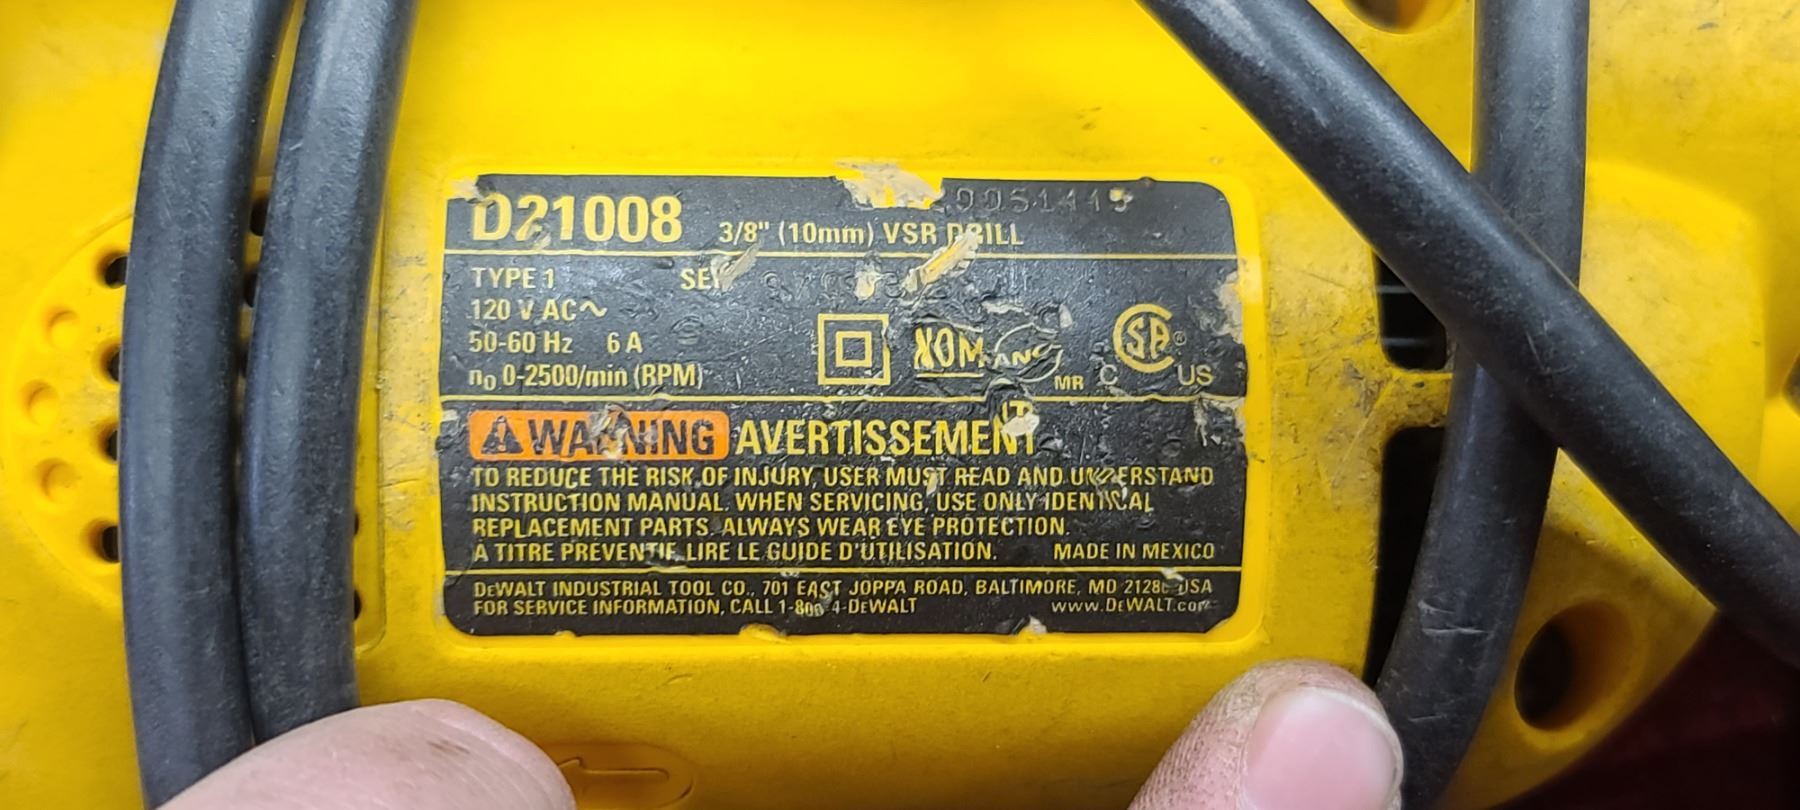 D21008 3/8" (10mm) VSR DRILL
TYPE 1
120 V AC~
50-60 Hz 6 A
n₀ 0-2500/min (RPM)
NOM ANCE MR
CSA® C US
WARNING AVERTISSEMENT
TO REDUCE THE RISK OF INJURY, USER MUST READ AND UNDERSTAND
INSTRUCTION MANUAL. WHEN SERVICING, USE ONLY IDENTICAL
REPLACEMENT PARTS. ALWAYS WEAR EYE PROTECTION.
A TITRE PREVENTIF, LIRE LE GUIDE D'UTILISATION. MADE IN MEXICO
DEWALT INDUSTRIAL TOOL CO., 701 EAST JOPPA ROAD, BALTIMORE, MD USA
FOR SERVICE INFORMATION, CALL 1-800-4-DEWALT www.DEWALT.com